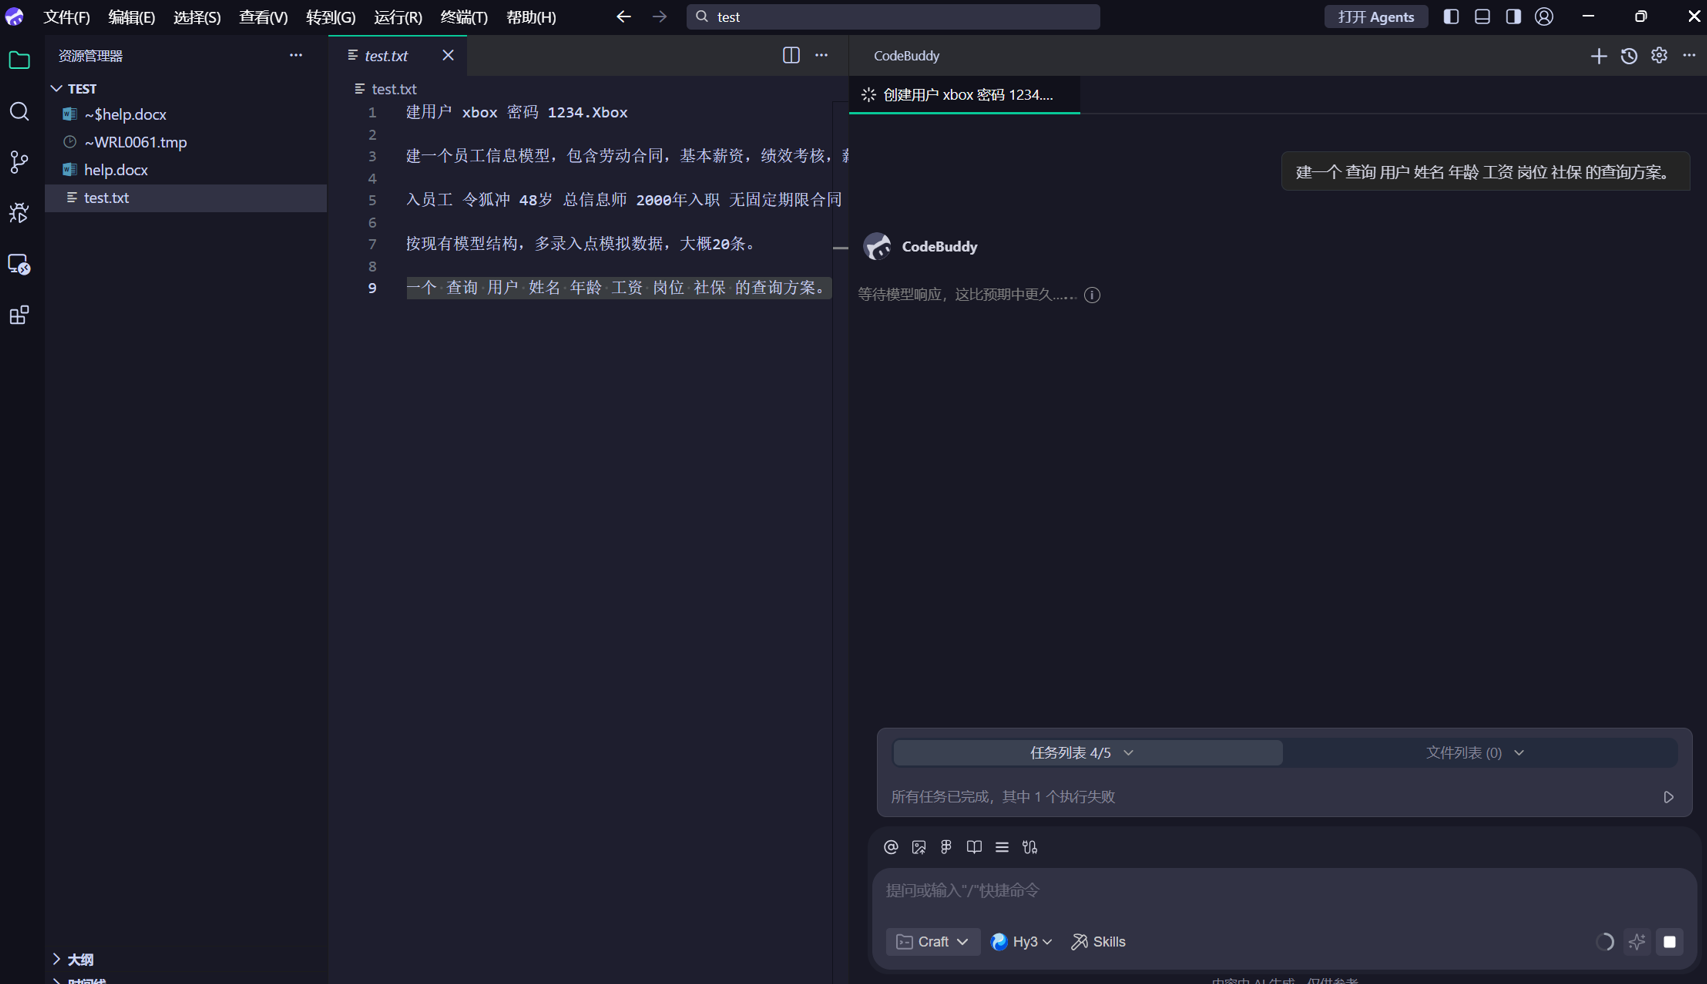 文件(F) 编辑(E) 选择(S) 查看(V) 转到(G) 运行(R) 终端(T) 帮助(H) test 打开 Agents
资源管理器
TEST
~$help.docx
~WRL0061.tmp
help.docx
test.txt
大纲
test.txt
test.txt
1 建用户 xbox 密码 1234.Xbox
2
3 建一个员工信息模型，包含劳动合同，基本薪资，绩效考核，
4
5 入员工 令狐冲 48岁 总信息师 2000年入职 无固定期限合同
6
7 按现有模型结构，多录入点模拟数据，大概20条。
8
9 一个 查询 用户 姓名 年龄 工资 岗位 社保 的查询方案。
CodeBuddy
创建用户 xbox 密码 1234....
建一个 查询 用户 姓名 年龄 工资 岗位 社保 的查询方案。
CodeBuddy
等待模型响应，这比预期中更久......
任务列表 4/5 文件列表 (0)
所有任务已完成，其中 1 个执行失败
提问或输入"/"快捷命令
Craft Hy3 Skills